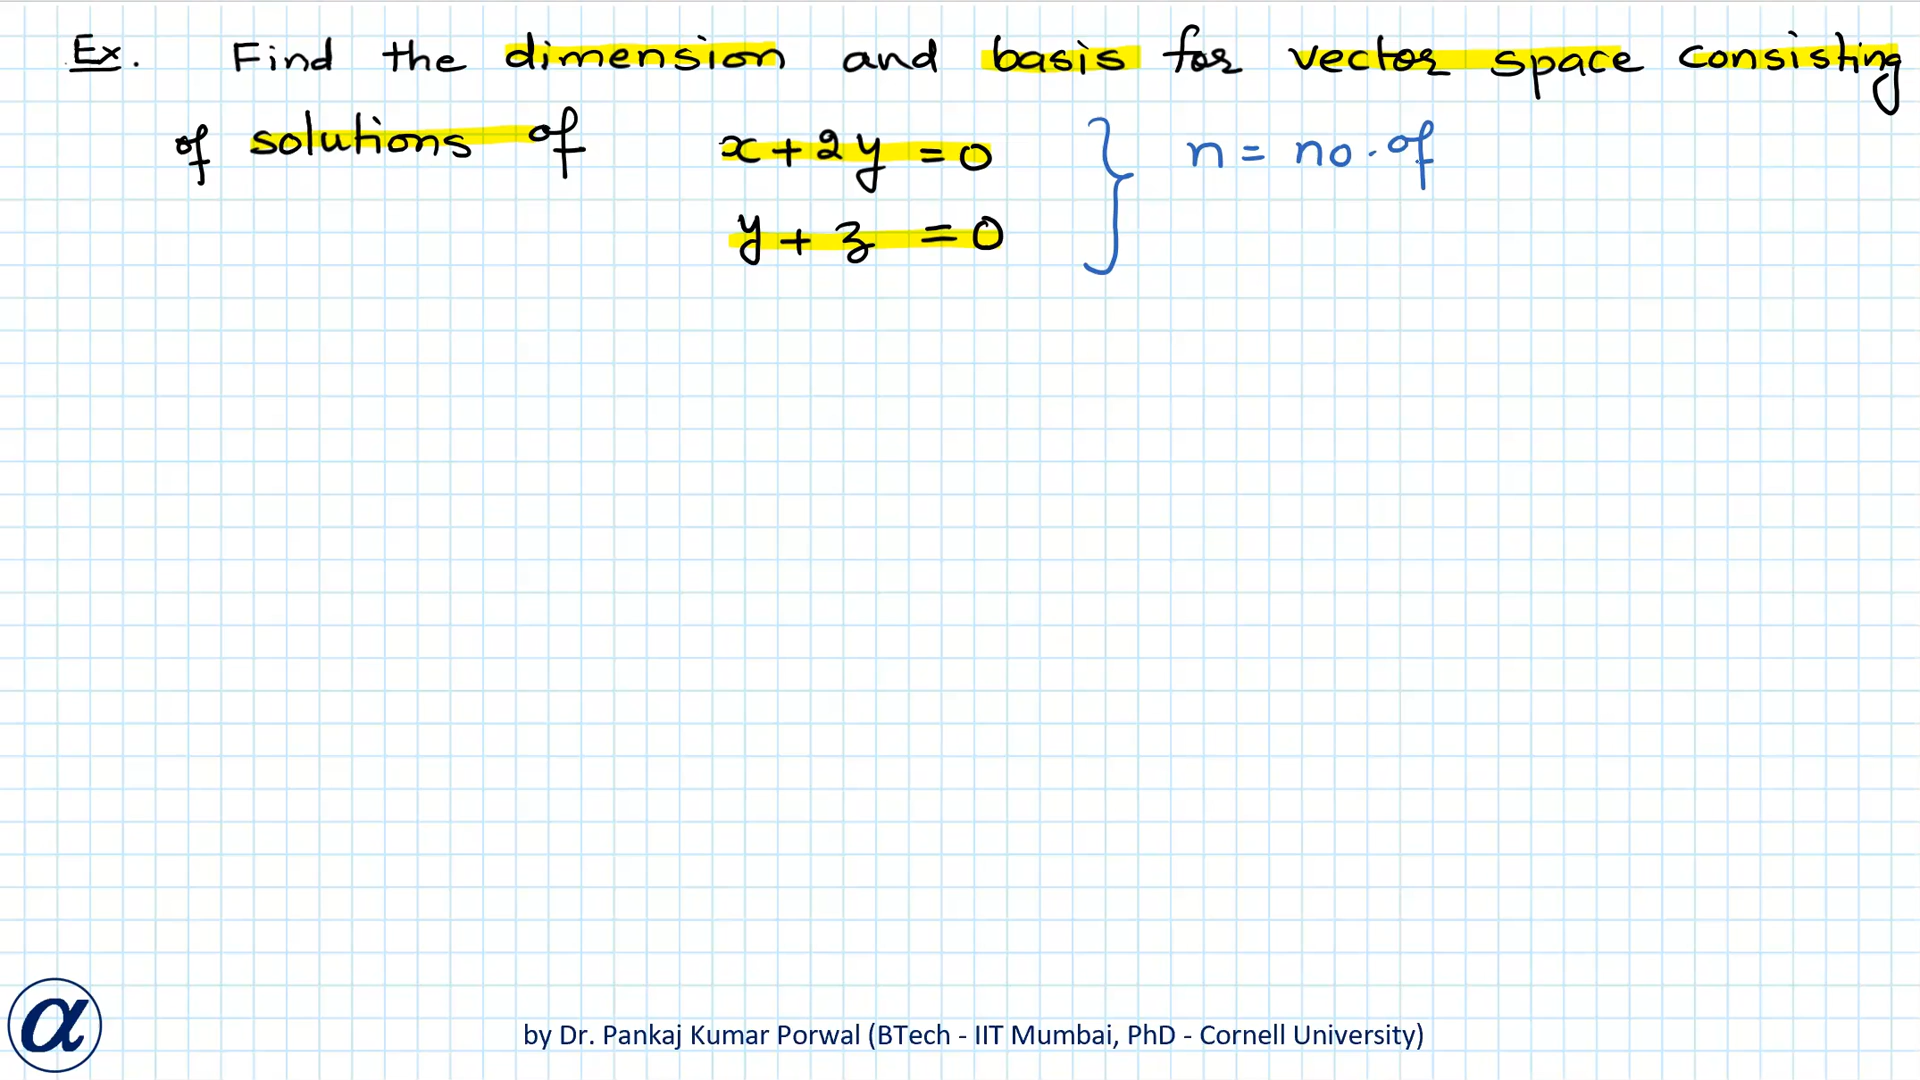 Ex. Find the dimension and basis for vector space consisting
of solutions of x + 2y = 0 } n = no. of
y + z = 0
α by Dr. Pankaj Kumar Porwal (BTech - IIT Mumbai, PhD - Cornell University)